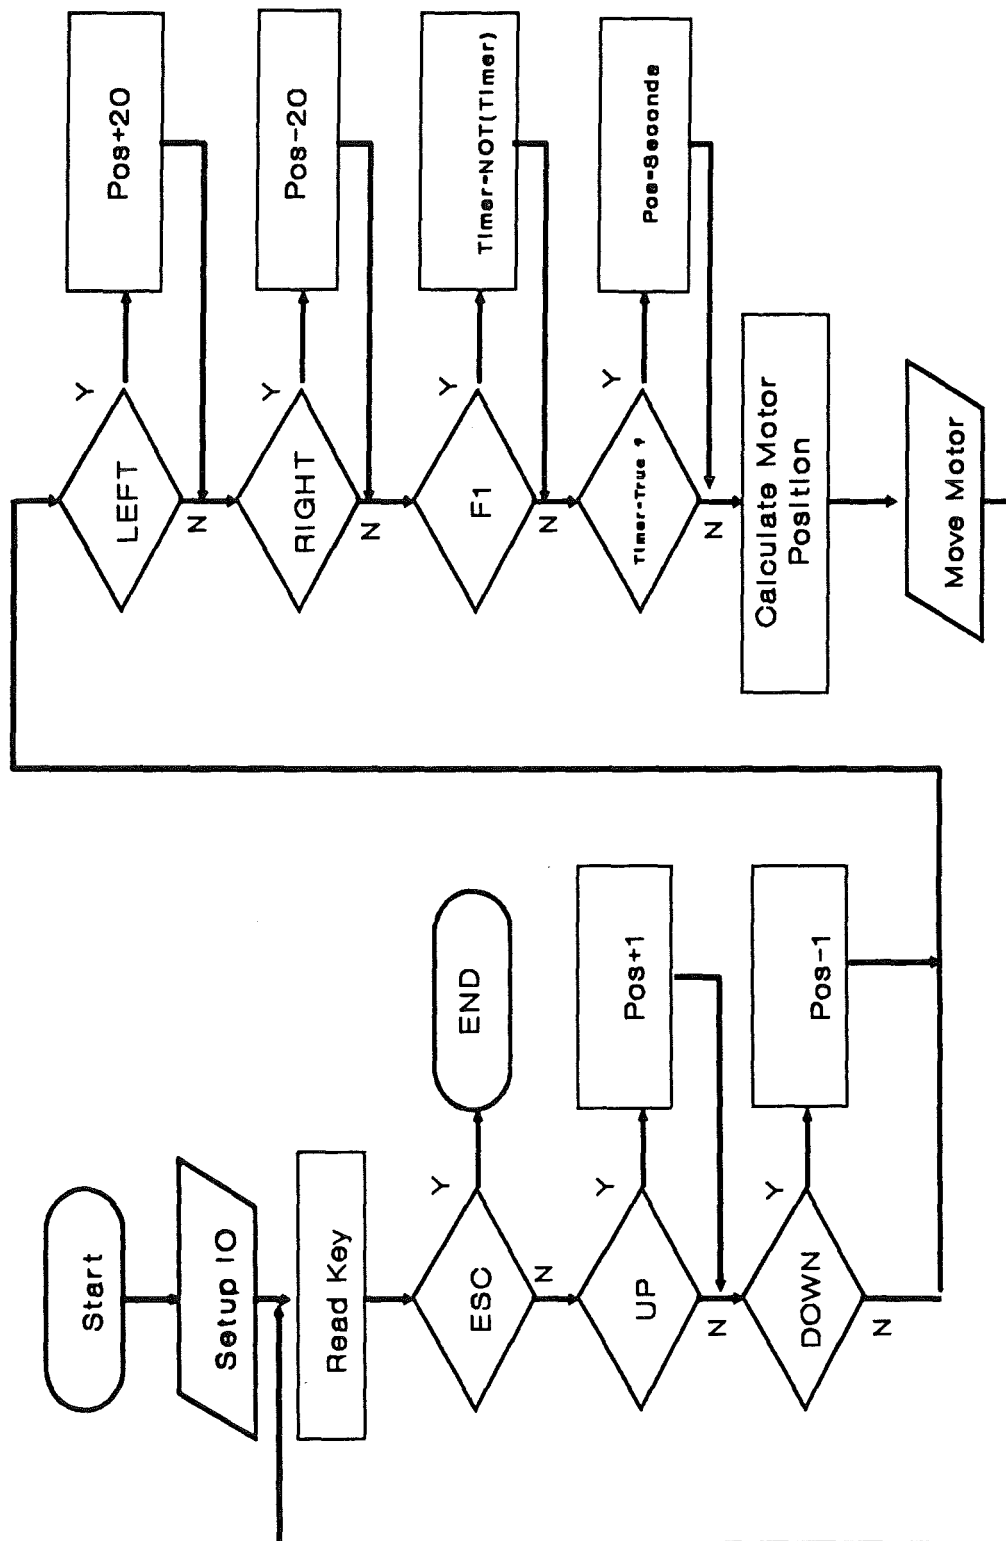 Start
Setup IO
Read Key
ESC
Y
N
END
UP
Y
N
Pos+1
DOWN
Y
N
Pos-1
LEFT
Y
N
Pos+20
RIGHT
Y
N
Pos-20
F1
Y
N
Timer-NOT(Timer)
Timer-True ?
Y
N
Pos-Seconds
Calculate Motor
Position
Move Motor